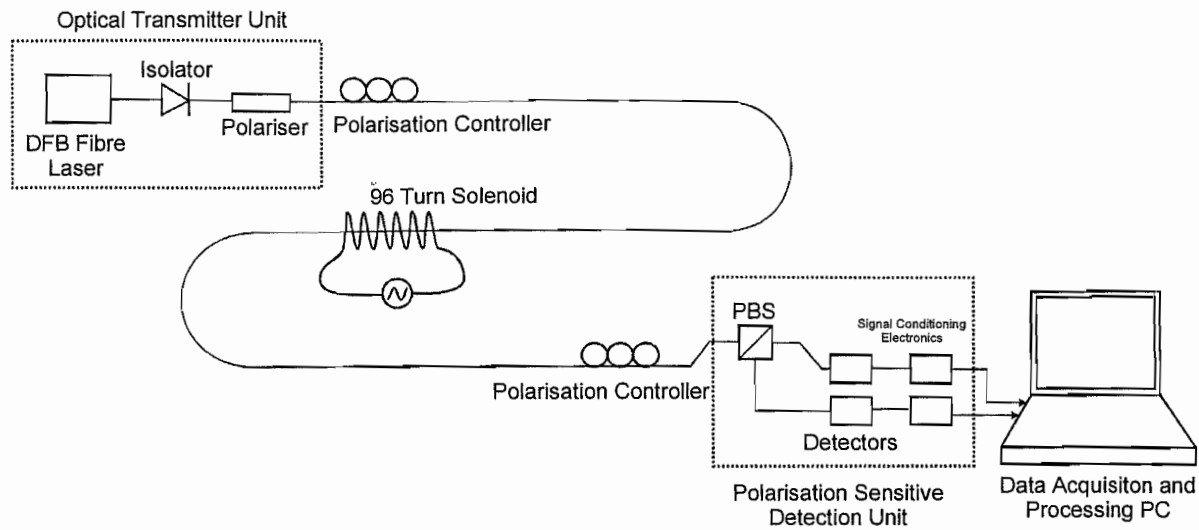 Optical Transmitter Unit
Isolator
DFB Fibre
Laser
Polariser
Polarisation Controller
96 Turn Solenoid
Polarisation Controller
PBS
Signal Conditioning
Electronics
Detectors
Polarisation Sensitive
Detection Unit
Data Acquisiton and
Processing PC